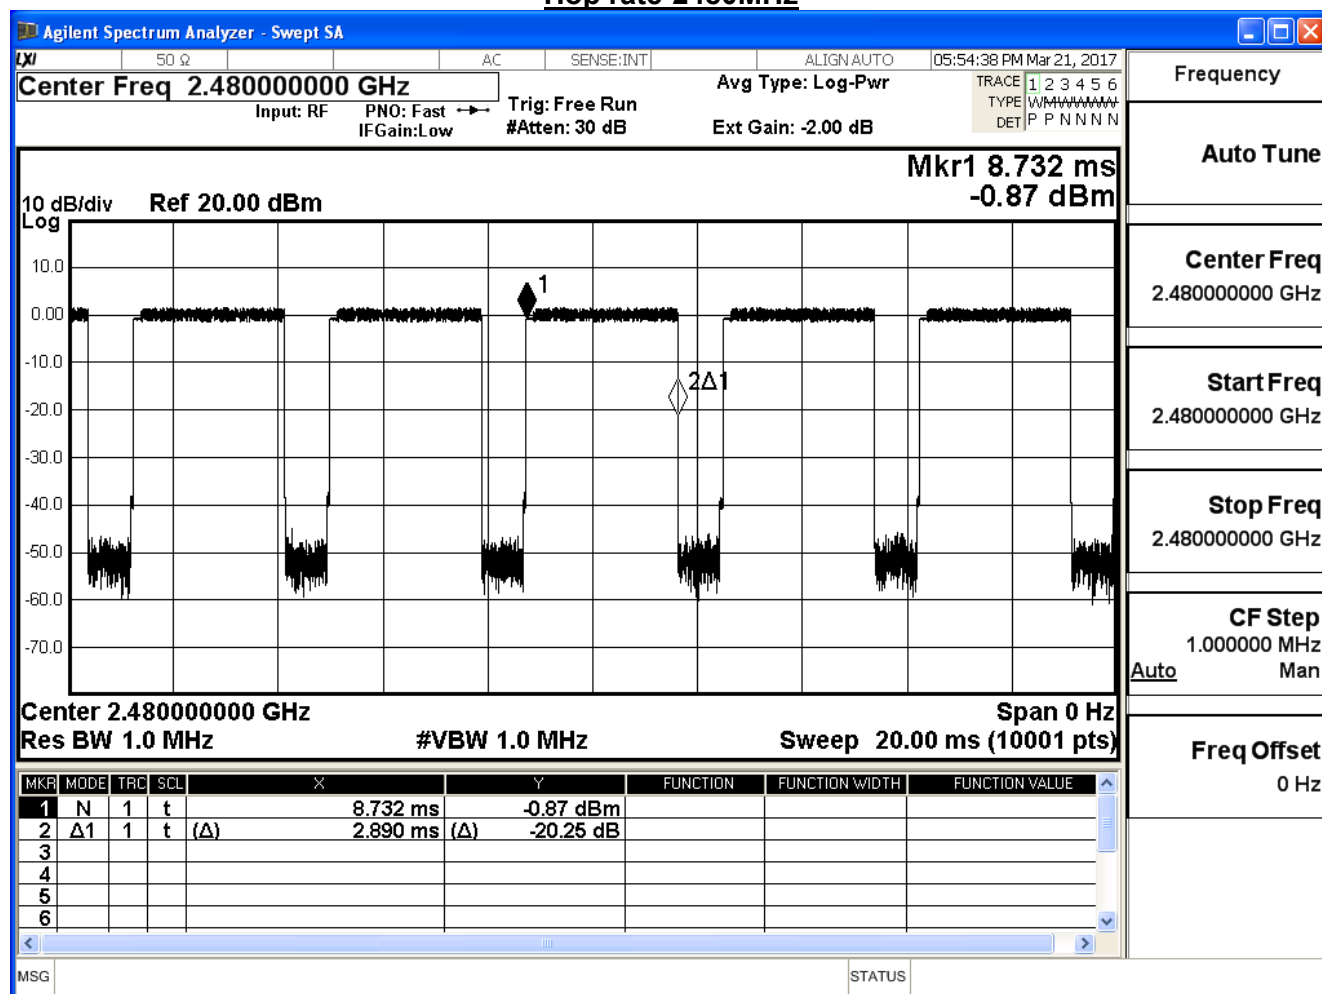 Hop rate 2480MHz
Agilent Spectrum Analyzer - Swept SA
LXI 50 Ω AC SENSE:INT ALIGN AUTO 05:54:38 PM Mar 21, 2017
Center Freq 2.480000000 GHz
Input: RF PNO: Fast IFGain:Low
Trig: Free Run
#Atten: 30 dB
Avg Type: Log-Pwr
Ext Gain: -2.00 dB
TRACE 1 2 3 4 5 6
TYPE WMWWWWW
DET P P N N N N
Mkr1 8.732 ms
-0.87 dBm
10 dB/div Ref 20.00 dBm
Log
10.0
0.00
-10.0
-20.0
-30.0
-40.0
-50.0
-60.0
-70.0
1
2Δ1
Center 2.480000000 GHz Span 0 Hz
Res BW 1.0 MHz #VBW 1.0 MHz Sweep 20.00 ms (10001 pts)
MKR MODE TRC SCL X Y FUNCTION FUNCTION WIDTH FUNCTION VALUE
1 N 1 t 8.732 ms -0.87 dBm
2 Δ1 1 t (Δ) 2.890 ms (Δ) -20.25 dB
3
4
5
6
MSG STATUS
Frequency
Auto Tune
Center Freq
2.480000000 GHz
Start Freq
2.480000000 GHz
Stop Freq
2.480000000 GHz
CF Step
1.000000 MHz
Auto Man
Freq Offset
0 Hz